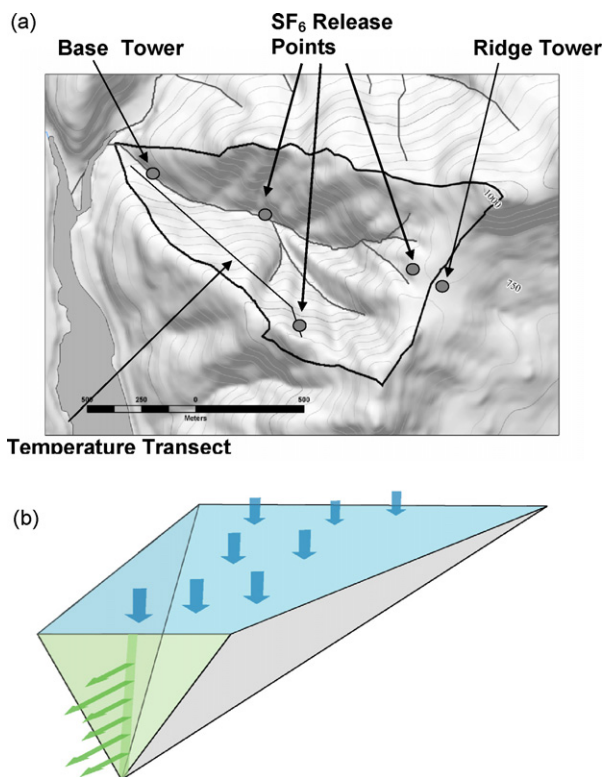 (a)
SF6 Release
Points
Base Tower
Ridge Tower
1000
750
500 250 0 500
Meters
Temperature Transect
(b)